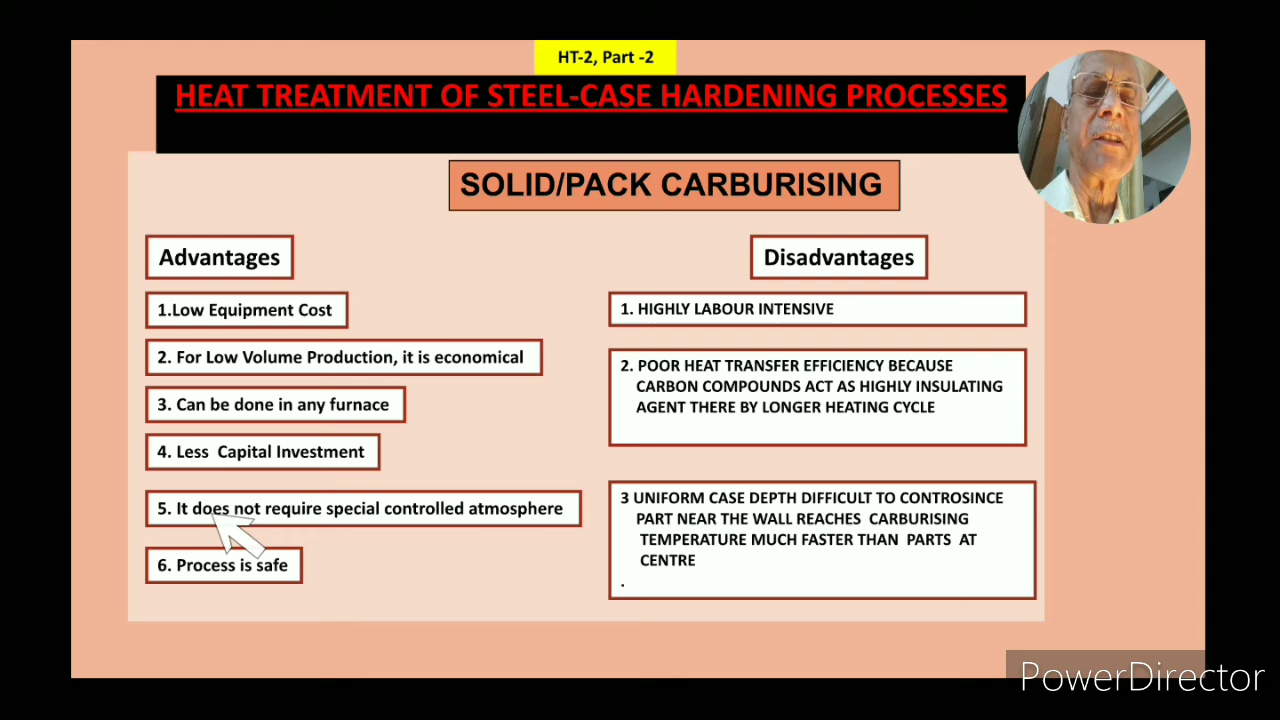 HT-2, Part -2
HEAT TREATMENT OF STEEL-CASE HARDENING PROCESSES
SOLID/PACK CARBURISING
Advantages
1.Low Equipment Cost
2. For Low Volume Production, it is economical
3. Can be done in any furnace
4. Less Capital Investment
5. It does not require special controlled atmosphere
6. Process is safe
Disadvantages
1. HIGHLY LABOUR INTENSIVE
2. POOR HEAT TRANSFER EFFICIENCY BECAUSE
CARBON COMPOUNDS ACT AS HIGHLY INSULATING
AGENT THERE BY LONGER HEATING CYCLE
3 UNIFORM CASE DEPTH DIFFICULT TO CONTROSINCE
PART NEAR THE WALL REACHES CARBURISING
TEMPERATURE MUCH FASTER THAN PARTS AT
CENTRE
.
PowerDirector